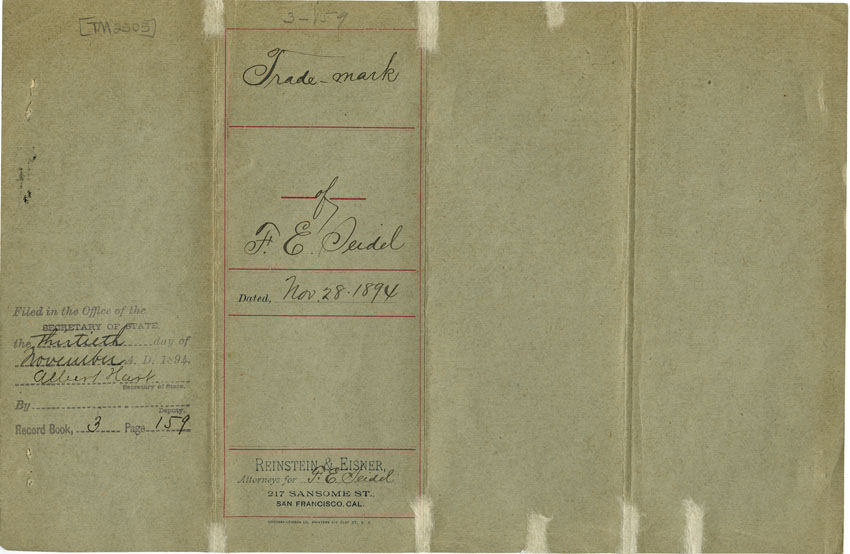 [TM2303]
3-159
Trade-mark
of
F. E. Seidel
Dated, Nov. 28. 1894
Filed in the Office of the
SECRETARY OF STATE.
the thirtieth day of
November A. D. 1894.
Albert Hart
Secretary of State.
By
Deputy.
Record Book, 3 Page 159
REINSTEIN & EISNER,
Attorneys for F. E. Seidel
217 SANSOME ST.,
SAN FRANCISCO, CAL.